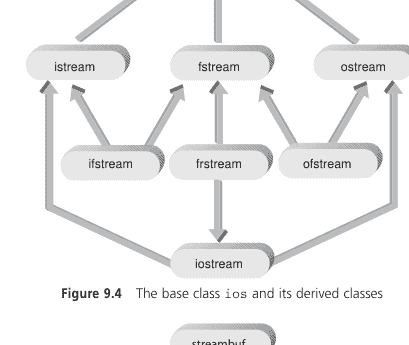 istream fstream ostream
ifstream frstream ofstream
iostream
Figure 9.4 The base class ios and its derived classes
streambuf